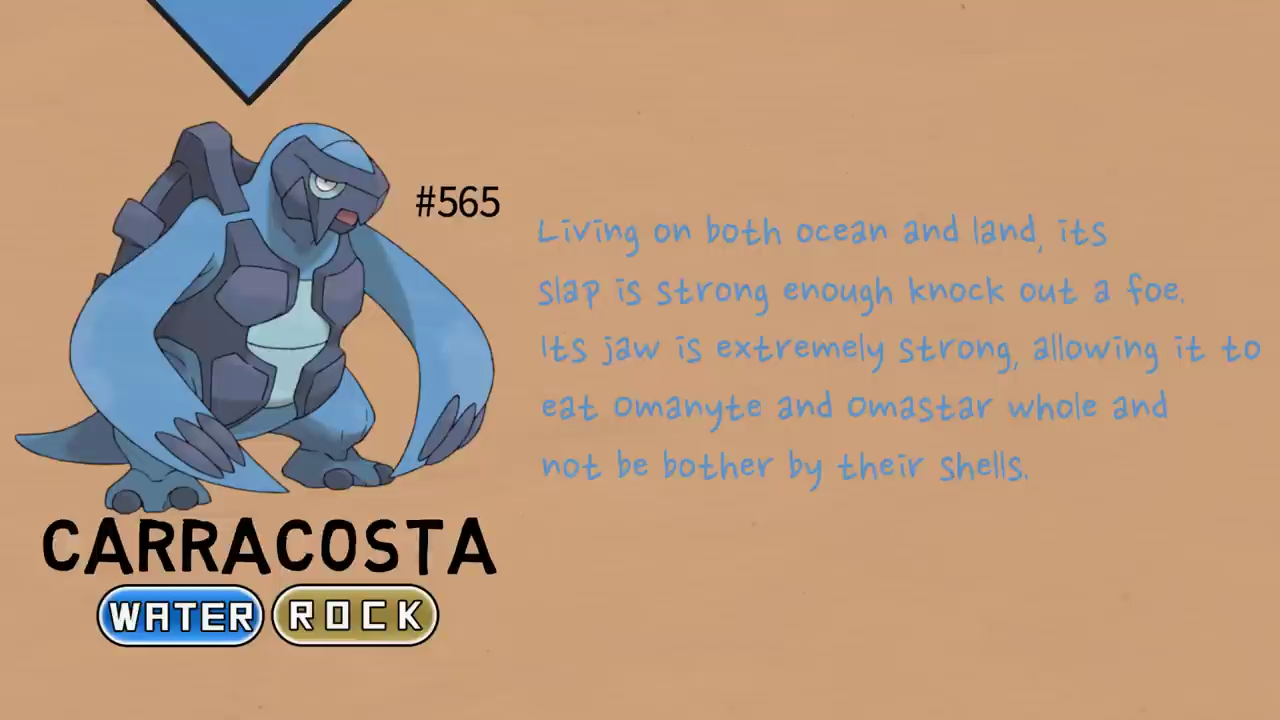 #565
Living on both ocean and land, its
slap is strong enough knock out a foe.
Its jaw is extremely strong, allowing it to
eat Omanyte and Omastar whole and
not be bother by their shells.
CARRACOSTA
WATER ROCK